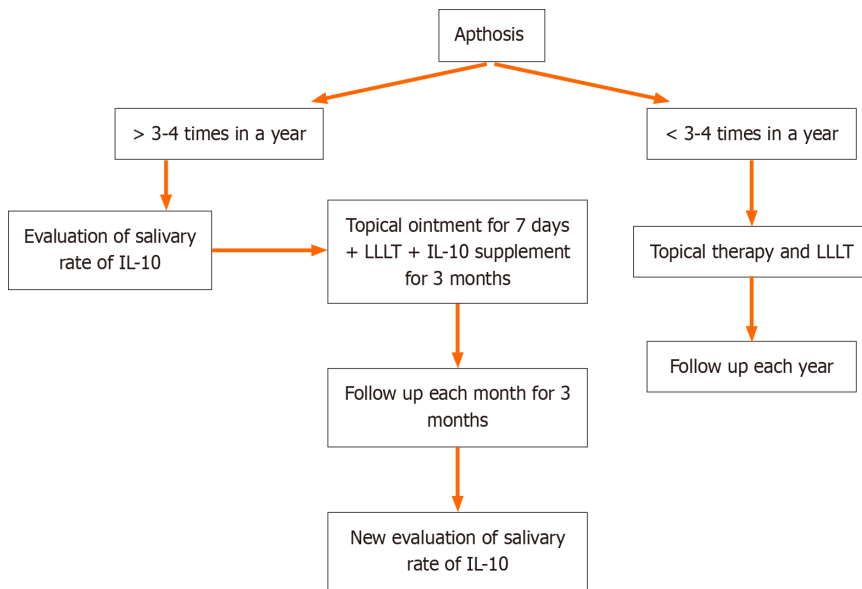 Apthosis
> 3-4 times in a year
< 3-4 times in a year
Evaluation of salivary
rate of IL-10
Topical ointment for 7 days
+ LLLT + IL-10 supplement
for 3 months
Topical therapy and LLLT
Follow up each year
Follow up each month for 3
months
New evaluation of salivary
rate of IL-10